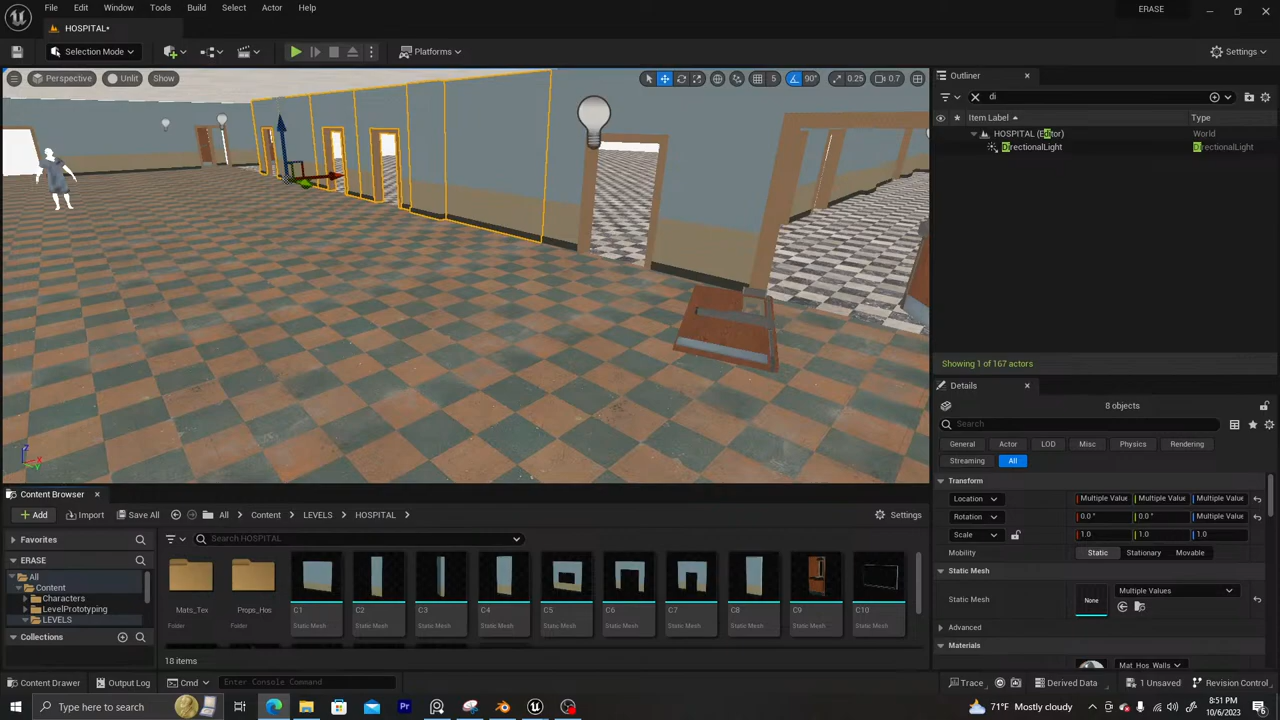 File Edit Window Tools Build Select Actor Help
ERASE
HOSPITAL*
Selection Mode
Platforms
Settings
Perspective Unlit Show
5 90° 0.25 0.7
Outliner
di
Item Label Type
HOSPITAL (Editor) World
DirectionalLight DirectionalLight
Showing 1 of 167 actors
Details
8 objects
Search
General Actor LOD Misc Physics Rendering
Streaming All
Transform
Location Multiple Value Multiple Value Multiple Value
Rotation 0.0 ° 0.0 ° Multiple Value
Scale 1.0 1.0 1.0
Mobility Static Stationary Movable
Static Mesh
Static Mesh None Multiple Values
Advanced
Materials
Mat_Hos_Walls
Z X Y
Content Browser
Add Import Save All All Content LEVELS HOSPITAL Settings
Favorites
Search HOSPITAL
ERASE
All
Content
Characters
LevelPrototyping
LEVELS
Collections
Mats_Tex Props_Hos C1 C2 C3 C4 C5 C6 C7 C8 C9 C10
Folder Folder Static Mesh Static Mesh Static Mesh Static Mesh Static Mesh Static Mesh Static Mesh Static Mesh Static Mesh Static Mesh
18 items
Content Drawer Output Log Cmd Enter Console Command Trace Derived Data 1 Unsaved Revision Control
Type here to search
Pr
71°F Mostly cloudy
8:51 PM
10/6/2023